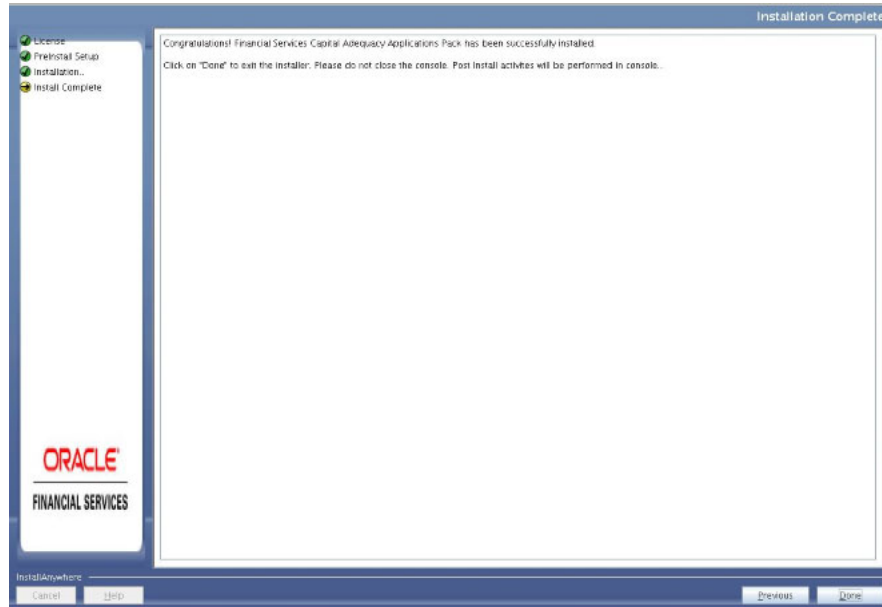 Installation Complete
License
Preinstall Setup
Installation..
Install Complete
Congratulations! Financial Services Capital Adequacy Applications Pack has been successfully installed.
Click on "Done" to exit the installer. Please do not close the console. Post install activites will be performed in console..
ORACLE®
FINANCIAL SERVICES
InstallAnywhere
Cancel
Help
Previous
Done